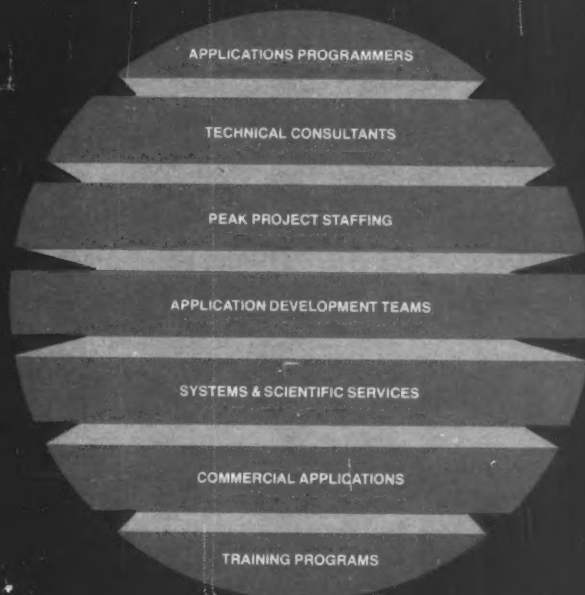 APPLICATIONS PROGRAMMERS
TECHNICAL CONSULTANTS
PEAK PROJECT STAFFING
APPLICATION DEVELOPMENT TEAMS
SYSTEMS & SCIENTIFIC SERVICES
COMMERCIAL APPLICATIONS
TRAINING PROGRAMS